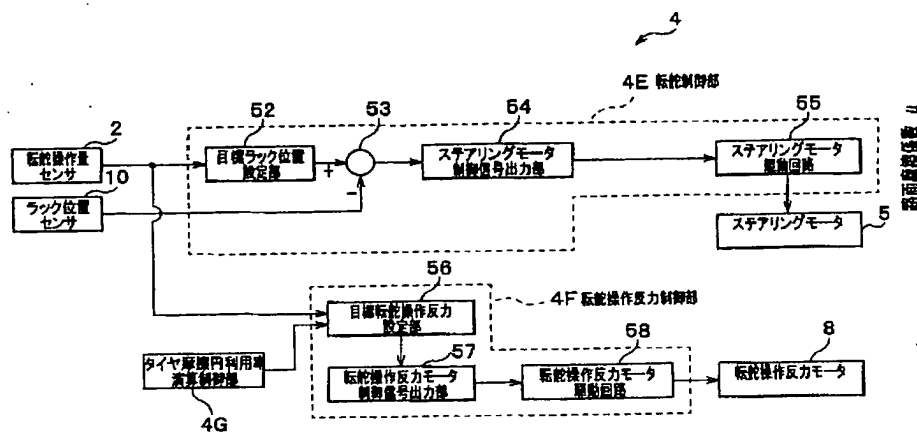 4
4E 転舵制御部
52
53
54
55
2
転舵操作量
センサ
目標ラック位置
設定部
+
-
ステアリングモータ
制御信号出力部
ステアリングモータ
駆動回路
10
ラック位置
センサ
ステアリングモータ
5
路面摩擦係数 μ
56
4F 転舵操作反力制御部
目標転舵操作反力
設定部
57
58
8
タイヤ摩擦円利用率
演算制御部
4G
転舵操作反力モータ
制御信号出力部
転舵操作反力モータ
駆動回路
転舵操作反力モータ